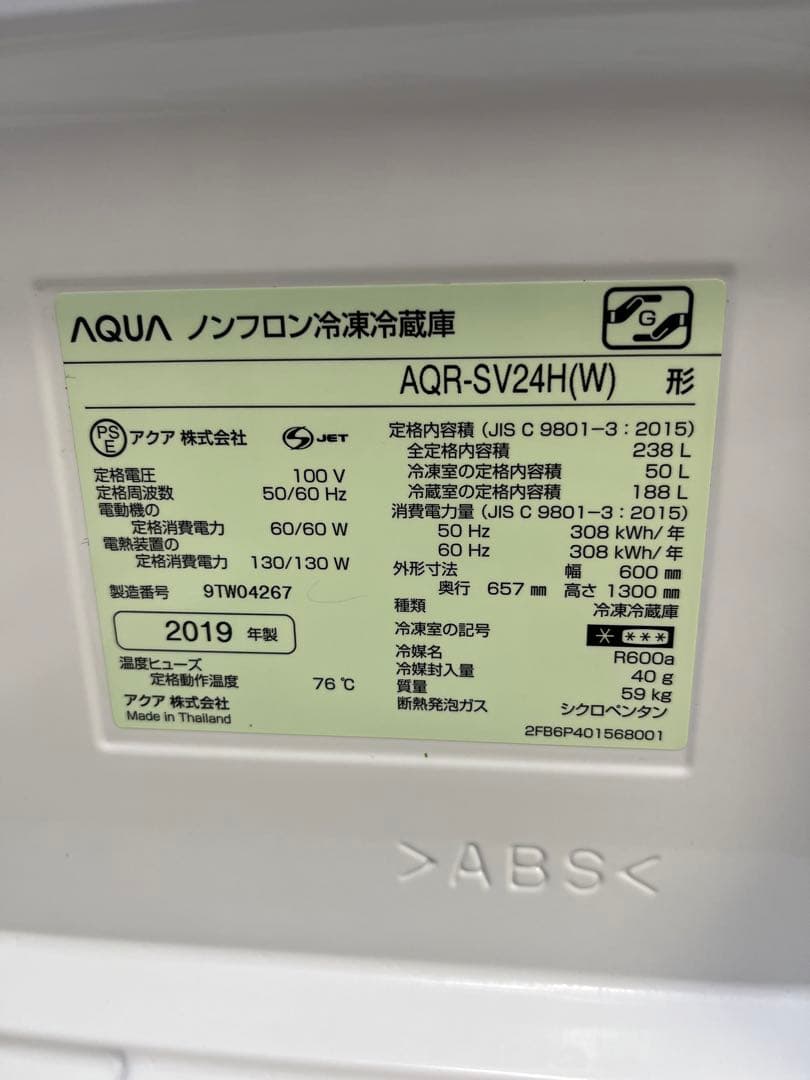 AQUA ノンフロン冷凍冷蔵庫
G
AQR-SV24H(W) 形
PS
E
アクア 株式会社
S JET
定格電圧 100 V
定格周波数 50/60 Hz
電動機の
定格消費電力 60/60 W
電熱装置の
定格消費電力 130/130 W
製造番号 9TW04267
2019 年製
温度ヒューズ
定格動作温度 76 ℃
アクア 株式会社
Made in Thailand
定格内容積 (JIS C 9801-3:2015)
全定格内容積 238 L
冷凍室の定格内容積 50 L
冷蔵室の定格内容積 188 L
消費電力量 (JIS C 9801-3:2015)
50 Hz 308 kWh/年
60 Hz 308 kWh/年
外形寸法 幅 600 ㎜
奥行 657 ㎜ 高さ 1300 ㎜
種類 冷凍冷蔵庫
冷凍室の記号 * ***
冷媒名 R600a
冷媒封入量 40 g
質量 59 kg
断熱発泡ガス シクロペンタン
2FB6P401568001
>ABS<